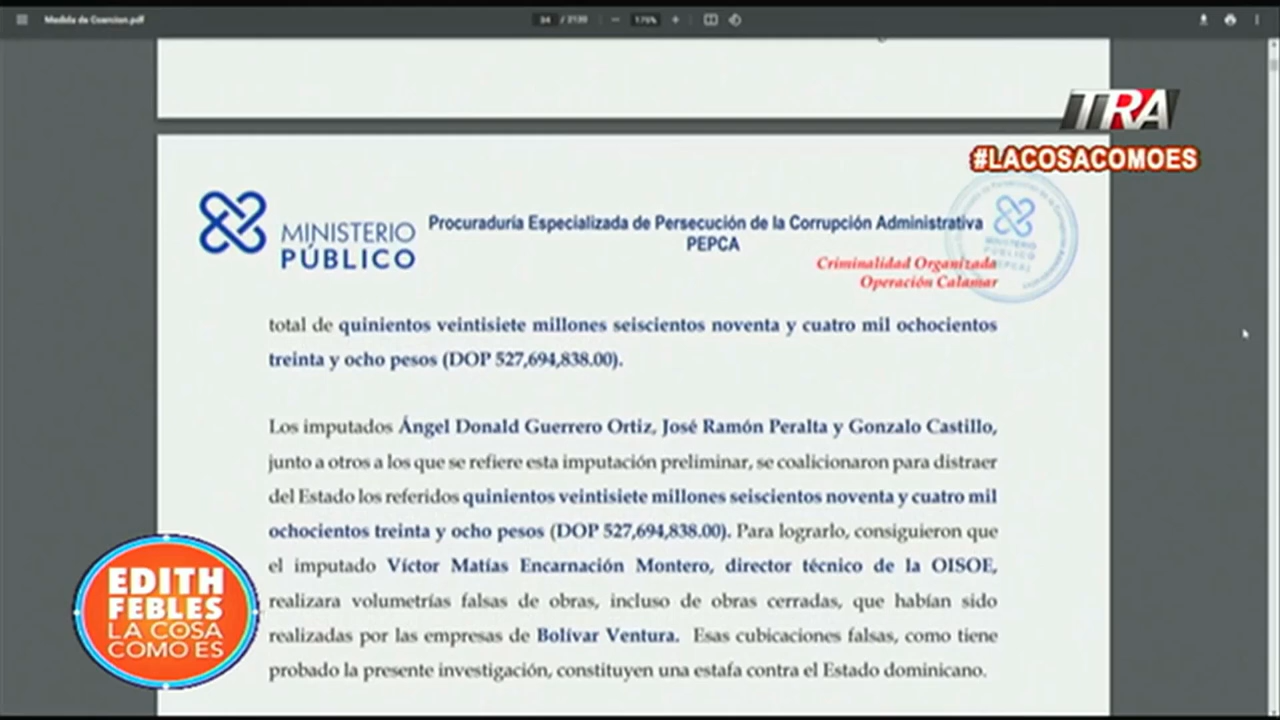 Medida de Coercion.pdf
34 / 2120
175%
TRA
#LACOSACOMOES
MINISTERIO
PÚBLICO
Procuraduría Especializada de Persecución de la Corrupción Administrativa
PEPCA
Criminalidad Organizada
Operación Calamar
MINISTERIO
PÚBLICO
PEPCA
total de quinientos veintisiete millones seiscientos noventa y cuatro mil ochocientos
treinta y ocho pesos (DOP 527,694,838.00).
Los imputados Ángel Donald Guerrero Ortiz, José Ramón Peralta y Gonzalo Castillo,
junto a otros a los que se refiere esta imputación preliminar, se coalicionaron para distraer
del Estado los referidos quinientos veintisiete millones seiscientos noventa y cuatro mil
ochocientos treinta y ocho pesos (DOP 527,694,838.00). Para lograrlo, consiguieron que
el imputado Víctor Matías Encarnación Montero, director técnico de la OISOE,
realizara volumetrías falsas de obras, incluso de obras cerradas, que habían sido
realizadas por las empresas de Bolívar Ventura. Esas cubicaciones falsas, como tiene
probado la presente investigación, constituyen una estafa contra el Estado dominicano.
EDITH
FEBLES
LA COSA
COMO ES